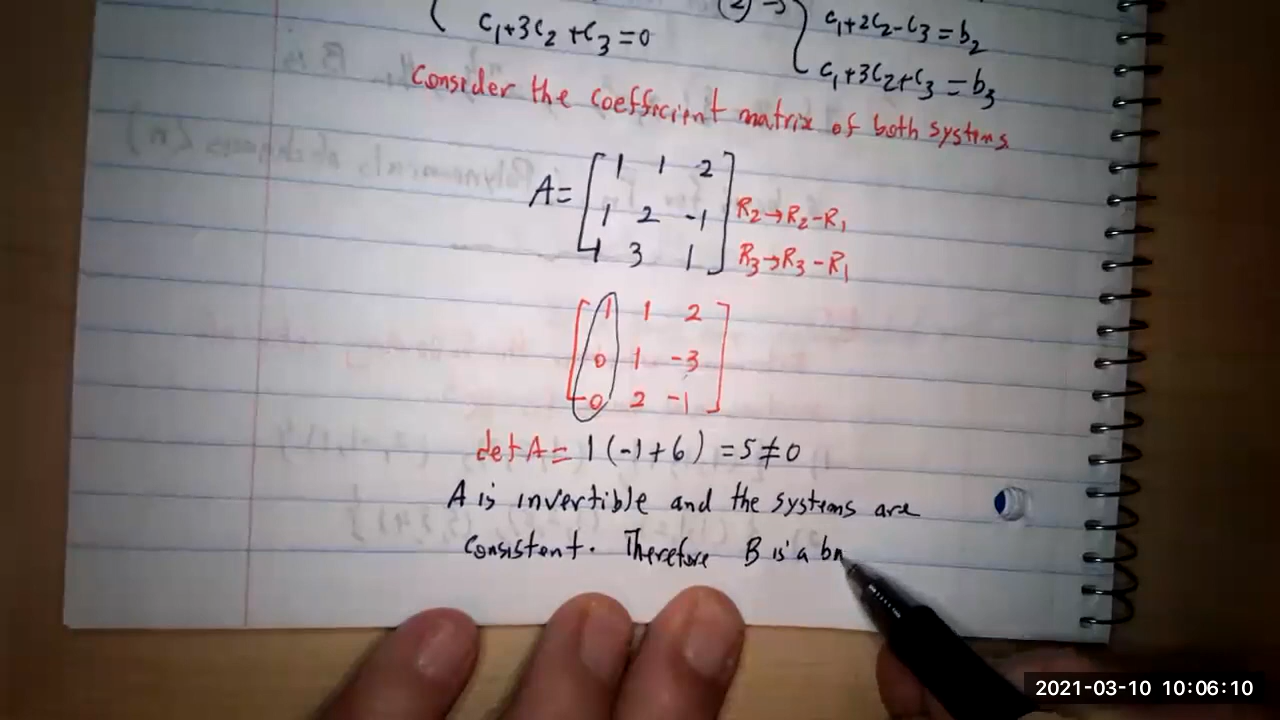 c₁+3c₂+c₃=0
(2) → c₁+2c₂-c₃=b₂
c₁+3c₂+c₃=b₃
Consider the coefficient matrix of both systems
A= [ 1 1 2
1 2 -1 R₂→R₂-R₁
1 3 1 ] R₃→R₃-R₁
[ 1 1 2
0 1 -3
0 2 -1 ]
det A= 1(-1+6) =5≠0
A is invertible and the systems are
consistent. Therefore B is a ba
2021-03-10 10:06:10